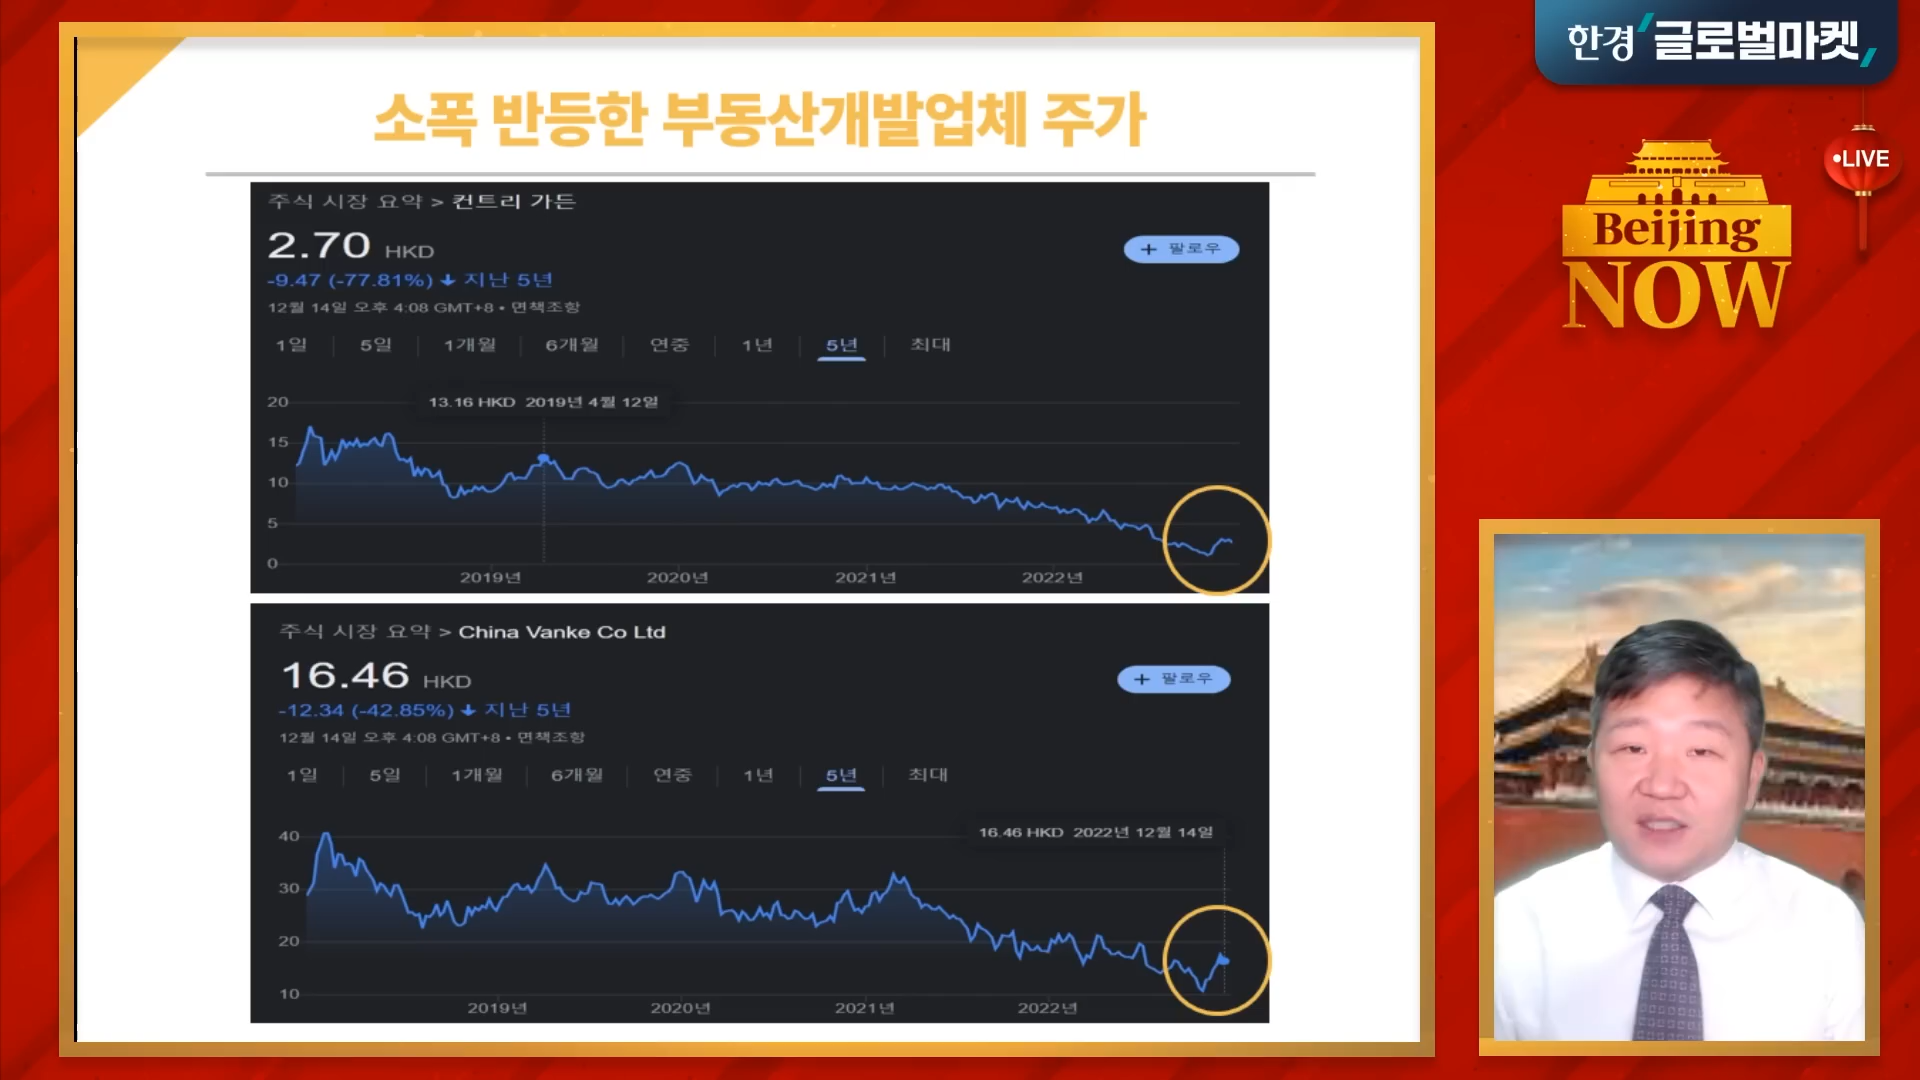 한경 글로벌마켓
•LIVE
Beijing
NOW
소폭 반등한 부동산개발업체 주가
주식 시장 요약 > 컨트리 가든
2.70 HKD
+ 팔로우
-9.47 (-77.81%) ↓ 지난 5년
12월 14일 오후 4:08 GMT+8 • 면책조항
1일 5일 1개월 6개월 연중 1년 5년 최대
13.16 HKD 2019년 4월 12일
20
15
10
5
0
2019년 2020년 2021년 2022년
주식 시장 요약 > China Vanke Co Ltd
16.46 HKD
+ 팔로우
-12.34 (-42.85%) ↓ 지난 5년
12월 14일 오후 4:08 GMT+8 • 면책조항
1일 5일 1개월 6개월 연중 1년 5년 최대
16.46 HKD 2022년 12월 14일
40
30
20
10
2019년 2020년 2021년 2022년